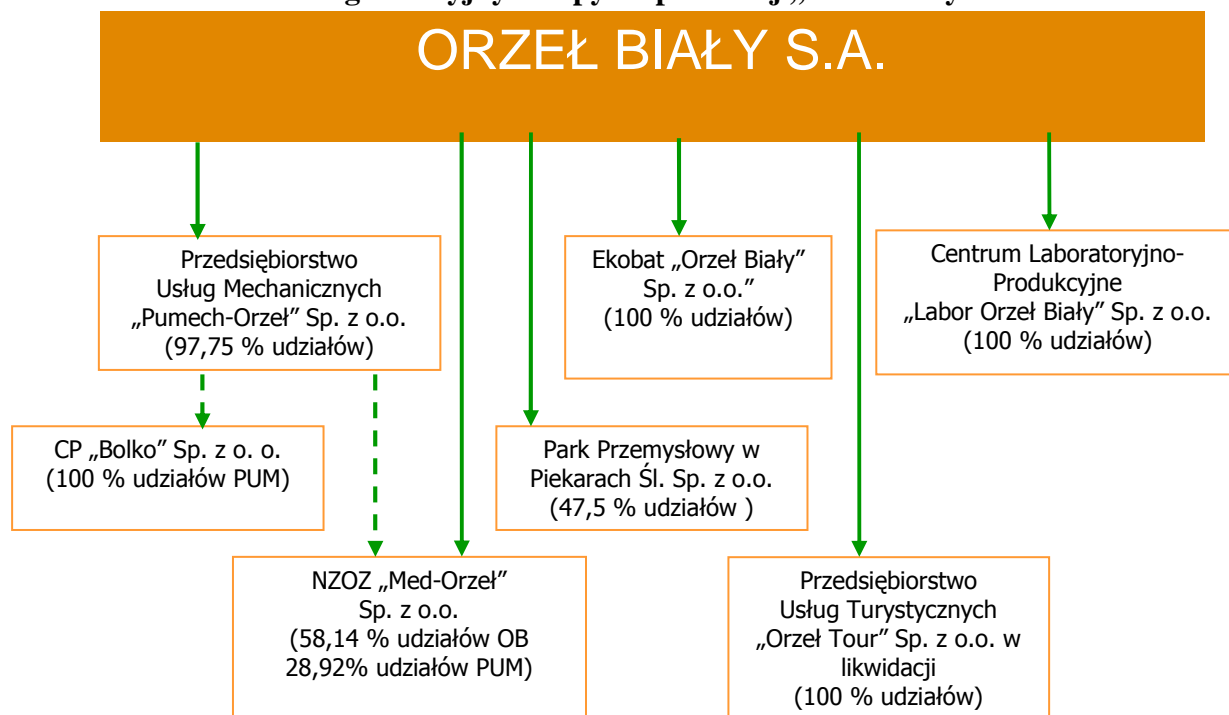 ORZEŁ BIAŁY S.A.
Przedsiębiorstwo
Usług Mechanicznych
„Pumech-Orzeł” Sp. z o.o.
(97,75 % udziałów)
Ekobat „Orzeł Biały”
Sp. z o.o.”
(100 % udziałów)
Centrum Laboratoryjno-
Produkcyjne
„Labor Orzeł Biały” Sp. z o.o.
(100 % udziałów)
CP „Bolko” Sp. z o. o.
(100 % udziałów PUM)
Park Przemysłowy w
Piekarach Śl. Sp. z o.o.
(47,5 % udziałów )
NZOZ „Med-Orzeł”
Sp. z o.o.
(58,14 % udziałów OB
28,92% udziałów PUM)
Przedsiębiorstwo
Usług Turystycznych
„Orzeł Tour” Sp. z o.o. w
likwidacji
(100 % udziałów)